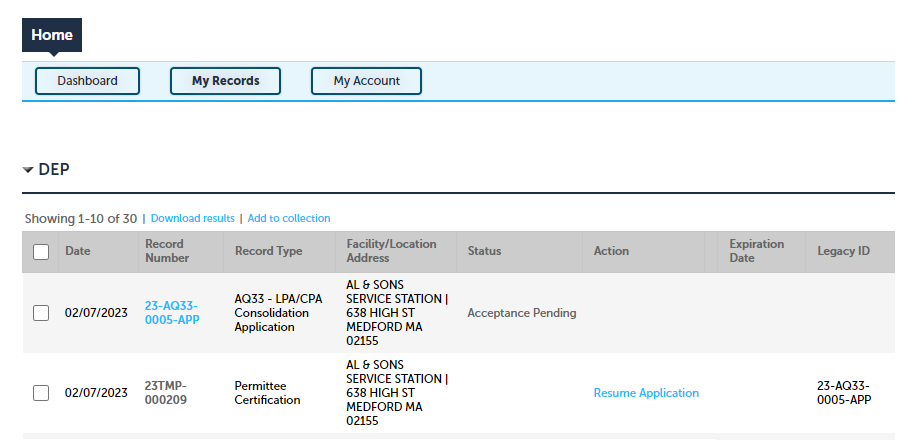 Home
Dashboard
My Records
My Account
DEP
Showing 1-10 of 30 | Download results | Add to collection
Date
Record
Number
Record Type
Facility/Location
Address
Status
Action
Expiration
Date
Legacy ID
02/07/2023
23-AQ33-
0005-APP
AQ33 - LPA/CPA
Consolidation
Application
AL & SONS
SERVICE STATION |
638 HIGH ST
MEDFORD MA
02155
Acceptance Pending
02/07/2023
23TMP-
000209
Permittee
Certification
AL & SONS
SERVICE STATION |
638 HIGH ST
MEDFORD MA
02155
Resume Application
23-AQ33-
0005-APP